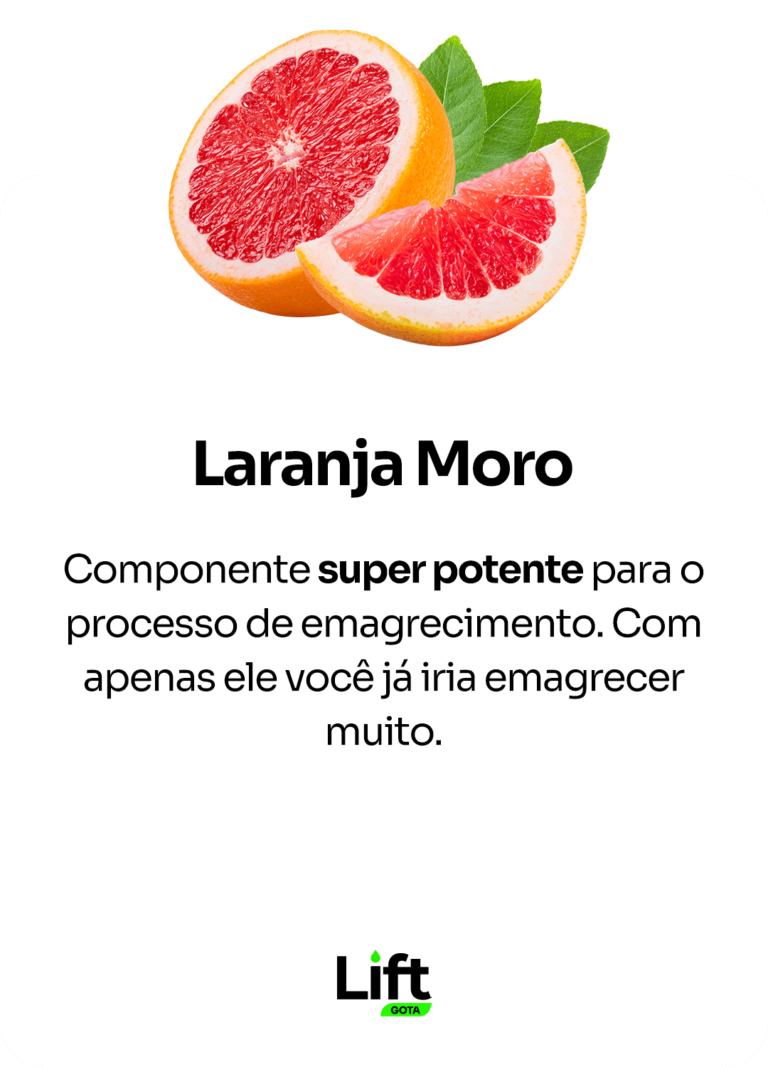 Laranja Moro
Componente super potente para o
processo de emagrecimento. Com
apenas ele você já iria emagrecer
muito.
Lift
GOTA